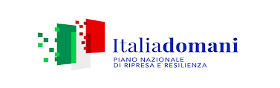 Italiadomani
PIANO NAZIONALE
DI RIPRESA E RESILIENZA